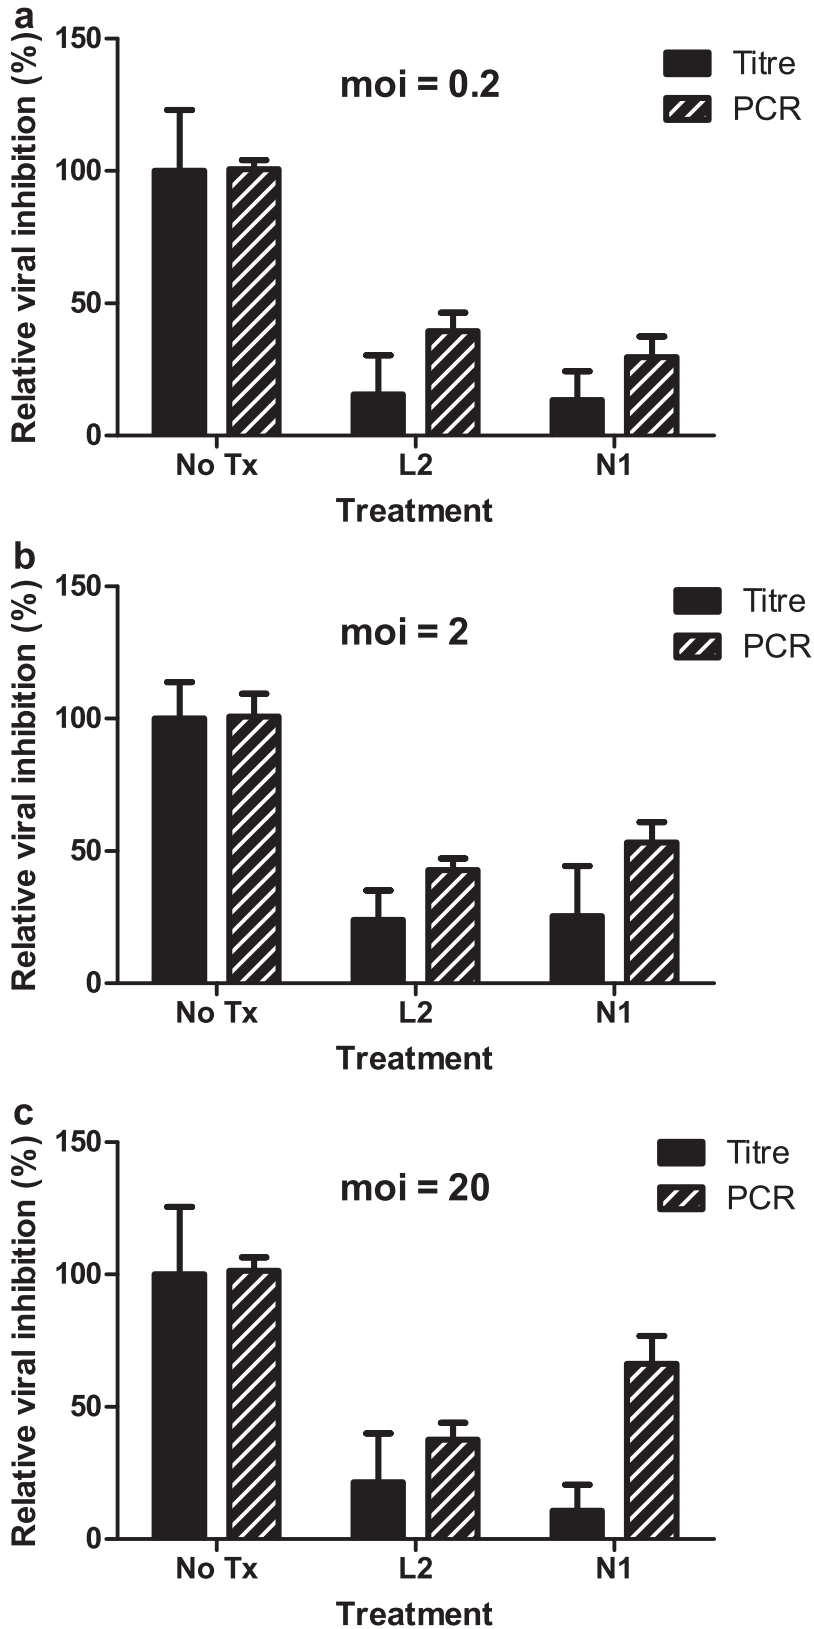 a
Relative viral inhibition (%)
150
100
50
0
moi = 0.2
Titre
PCR
No Tx
L2
N1
Treatment
b
Relative viral inhibition (%)
150
100
50
0
moi = 2
Titre
PCR
No Tx
L2
N1
Treatment
c
Relative viral inhibition (%)
150
100
50
0
moi = 20
Titre
PCR
No Tx
L2
N1
Treatment